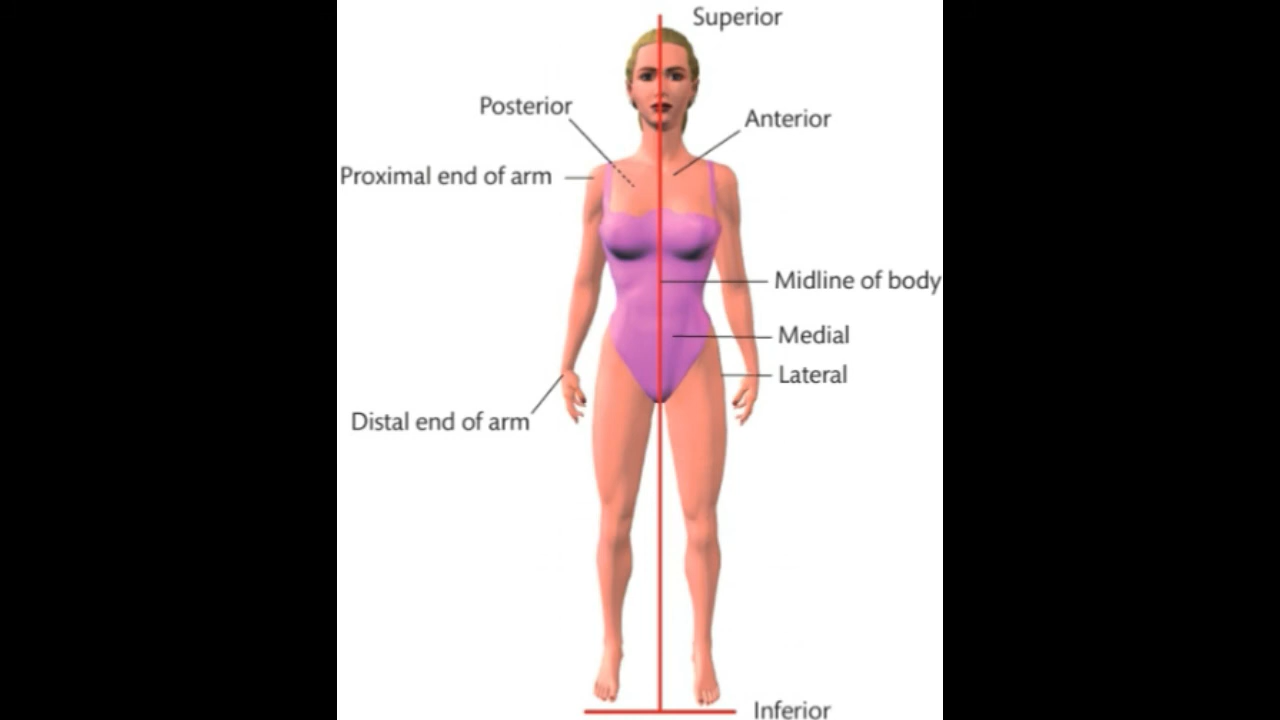 Superior
Posterior
Anterior
Proximal end of arm
Midline of body
Medial
Lateral
Distal end of arm
Inferior